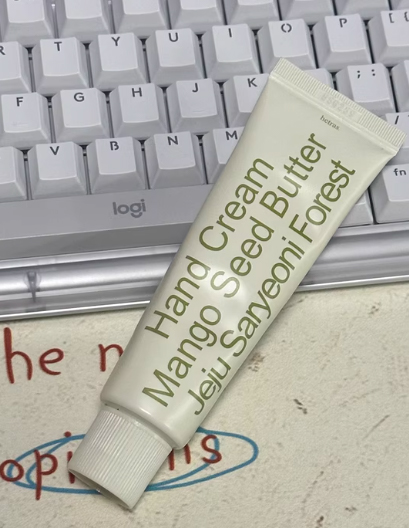 R T Y U I O P {
F G H J K : ;
V B N M fn
logi
hetras
Hand Cream
Mango Seed Butter
Jeju Saryeoni Forest
he